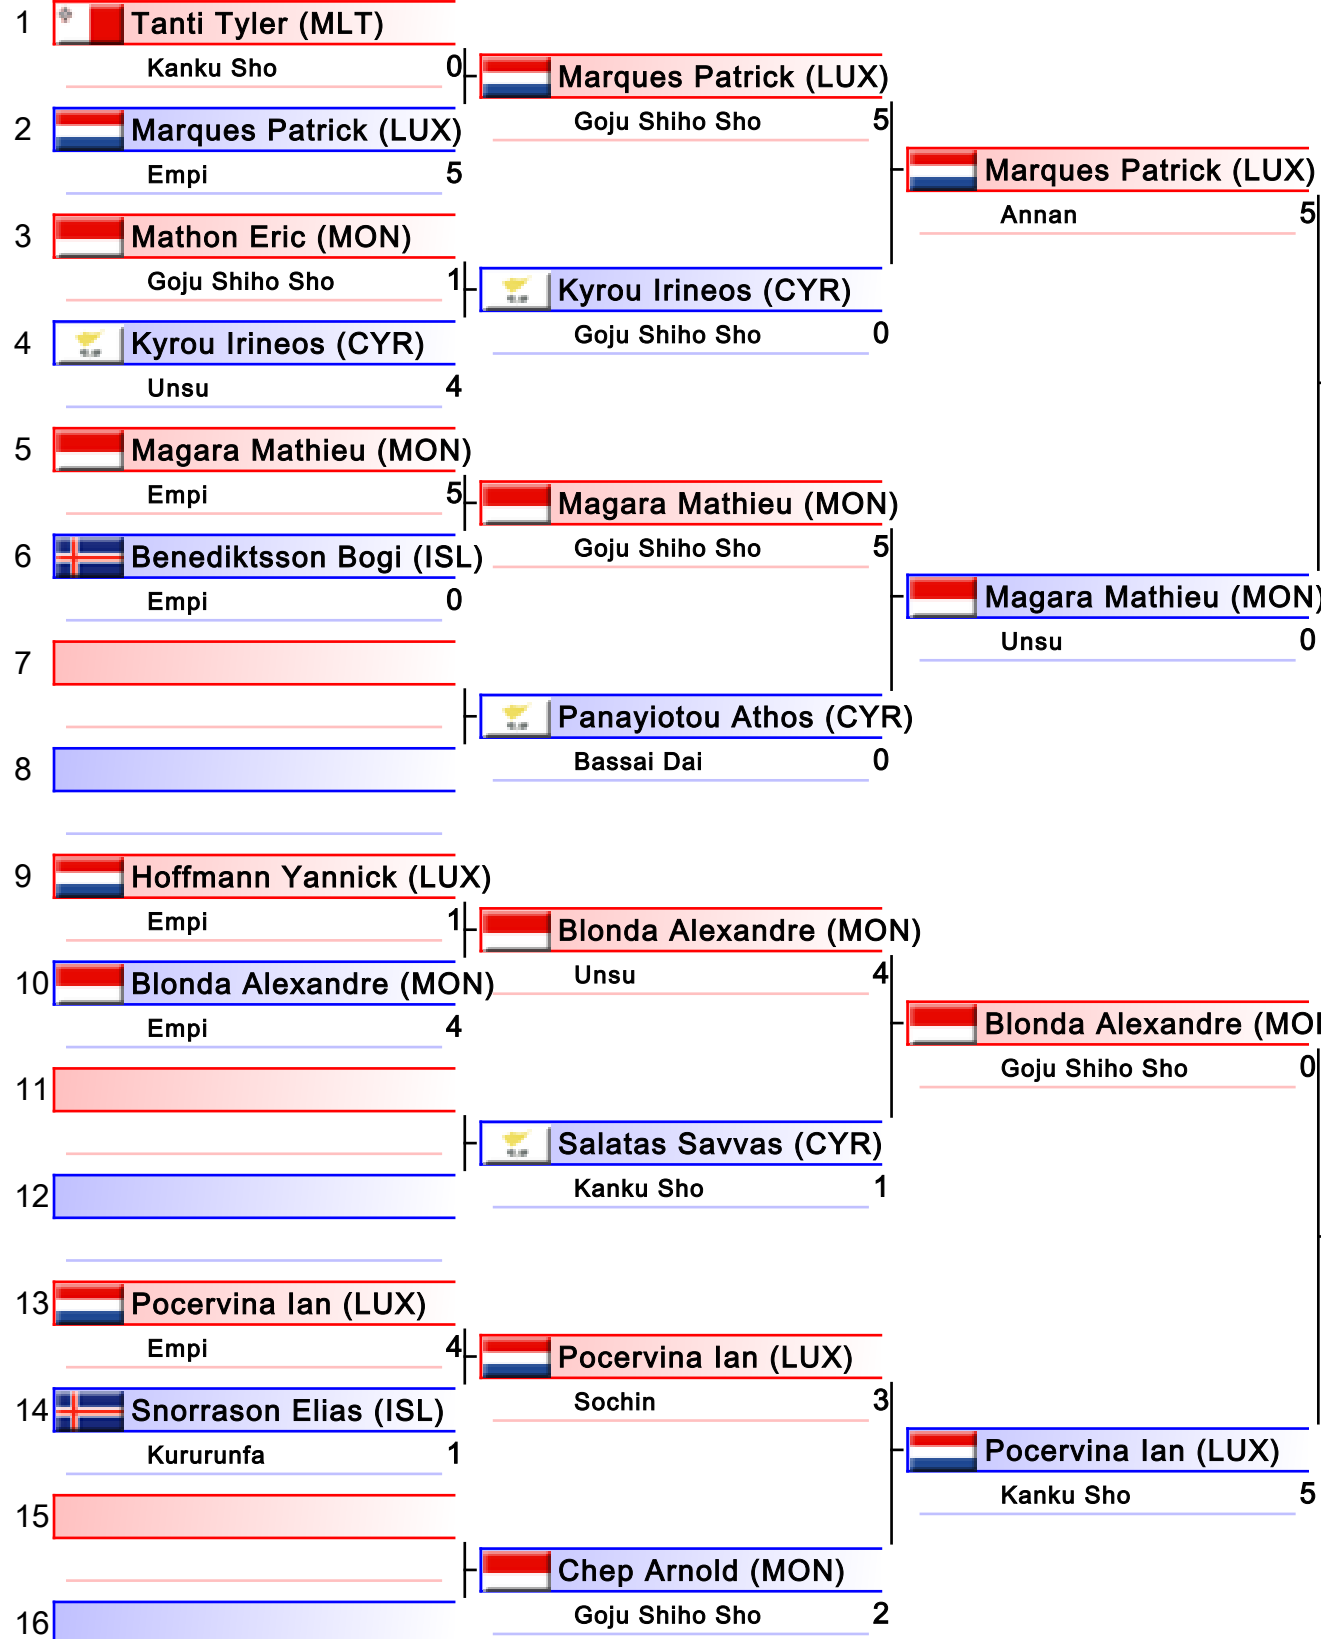 1 Tanti Tyler (MLT)
Kanku Sho 0
2 Marques Patrick (LUX)
Empi 5
3 Mathon Eric (MON)
Goju Shiho Sho 1
4 Kyrou Irineos (CYR)
Unsu 4
5 Magara Mathieu (MON)
Empi 5
6 Benediktsson Bogi (ISL)
Empi 0
7
8
9 Hoffmann Yannick (LUX)
Empi 1
10 Blonda Alexandre (MON)
Empi 4
11
12
13 Pocervina Ian (LUX)
Empi 4
14 Snorrason Elias (ISL)
Kururunfa 1
15
16
Marques Patrick (LUX)
Goju Shiho Sho 5
Kyrou Irineos (CYR)
Goju Shiho Sho 0
Magara Mathieu (MON)
Goju Shiho Sho 5
Panayiotou Athos (CYR)
Bassai Dai 0
Blonda Alexandre (MON)
Unsu 4
Salatas Savvas (CYR)
Kanku Sho 1
Pocervina Ian (LUX)
Sochin 3
Chep Arnold (MON)
Goju Shiho Sho 2
Marques Patrick (LUX)
Annan 5
Magara Mathieu (MON)
Unsu 0
Blonda Alexandre (MO
Goju Shiho Sho 0
Pocervina Ian (LUX)
Kanku Sho 5